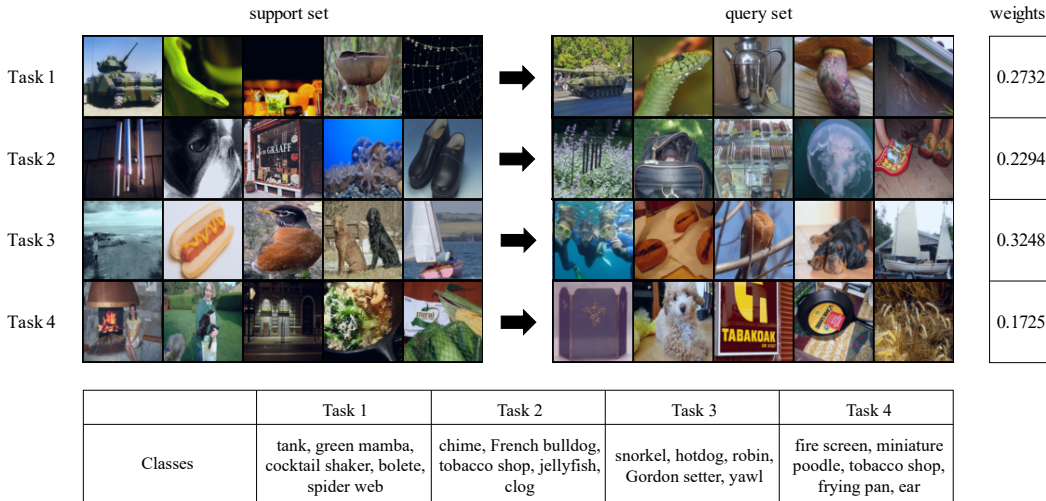 support set query set weights
Task 1 0.2732
Task 2 GRAAFF 0.2294
Task 3 0.3248
Task 4 mirai TABAKOAK 0.1725
Task 1 Task 2 Task 3 Task 4
Classes
tank, green mamba,
cocktail shaker, bolete,
spider web
chime, French bulldog,
tobacco shop, jellyfish,
clog
snorkel, hotdog, robin,
Gordon setter, yawl
fire screen, miniature
poodle, tobacco shop,
frying pan, ear